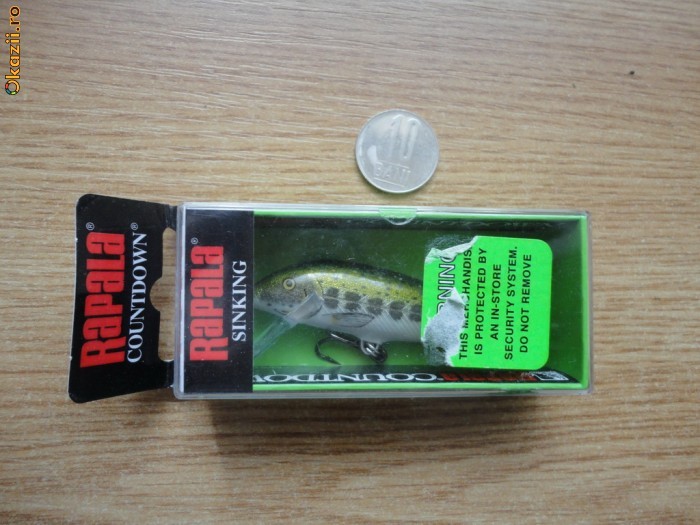 Okazii.ro
10
BANI
Rapala®
COUNTDOWN®
Rapala®
SINKING
THIS
IS PROTECTED BY
AN IN-STORE
SECURITY SYSTEM.
DO NOT REMOVE
COUNTDOW